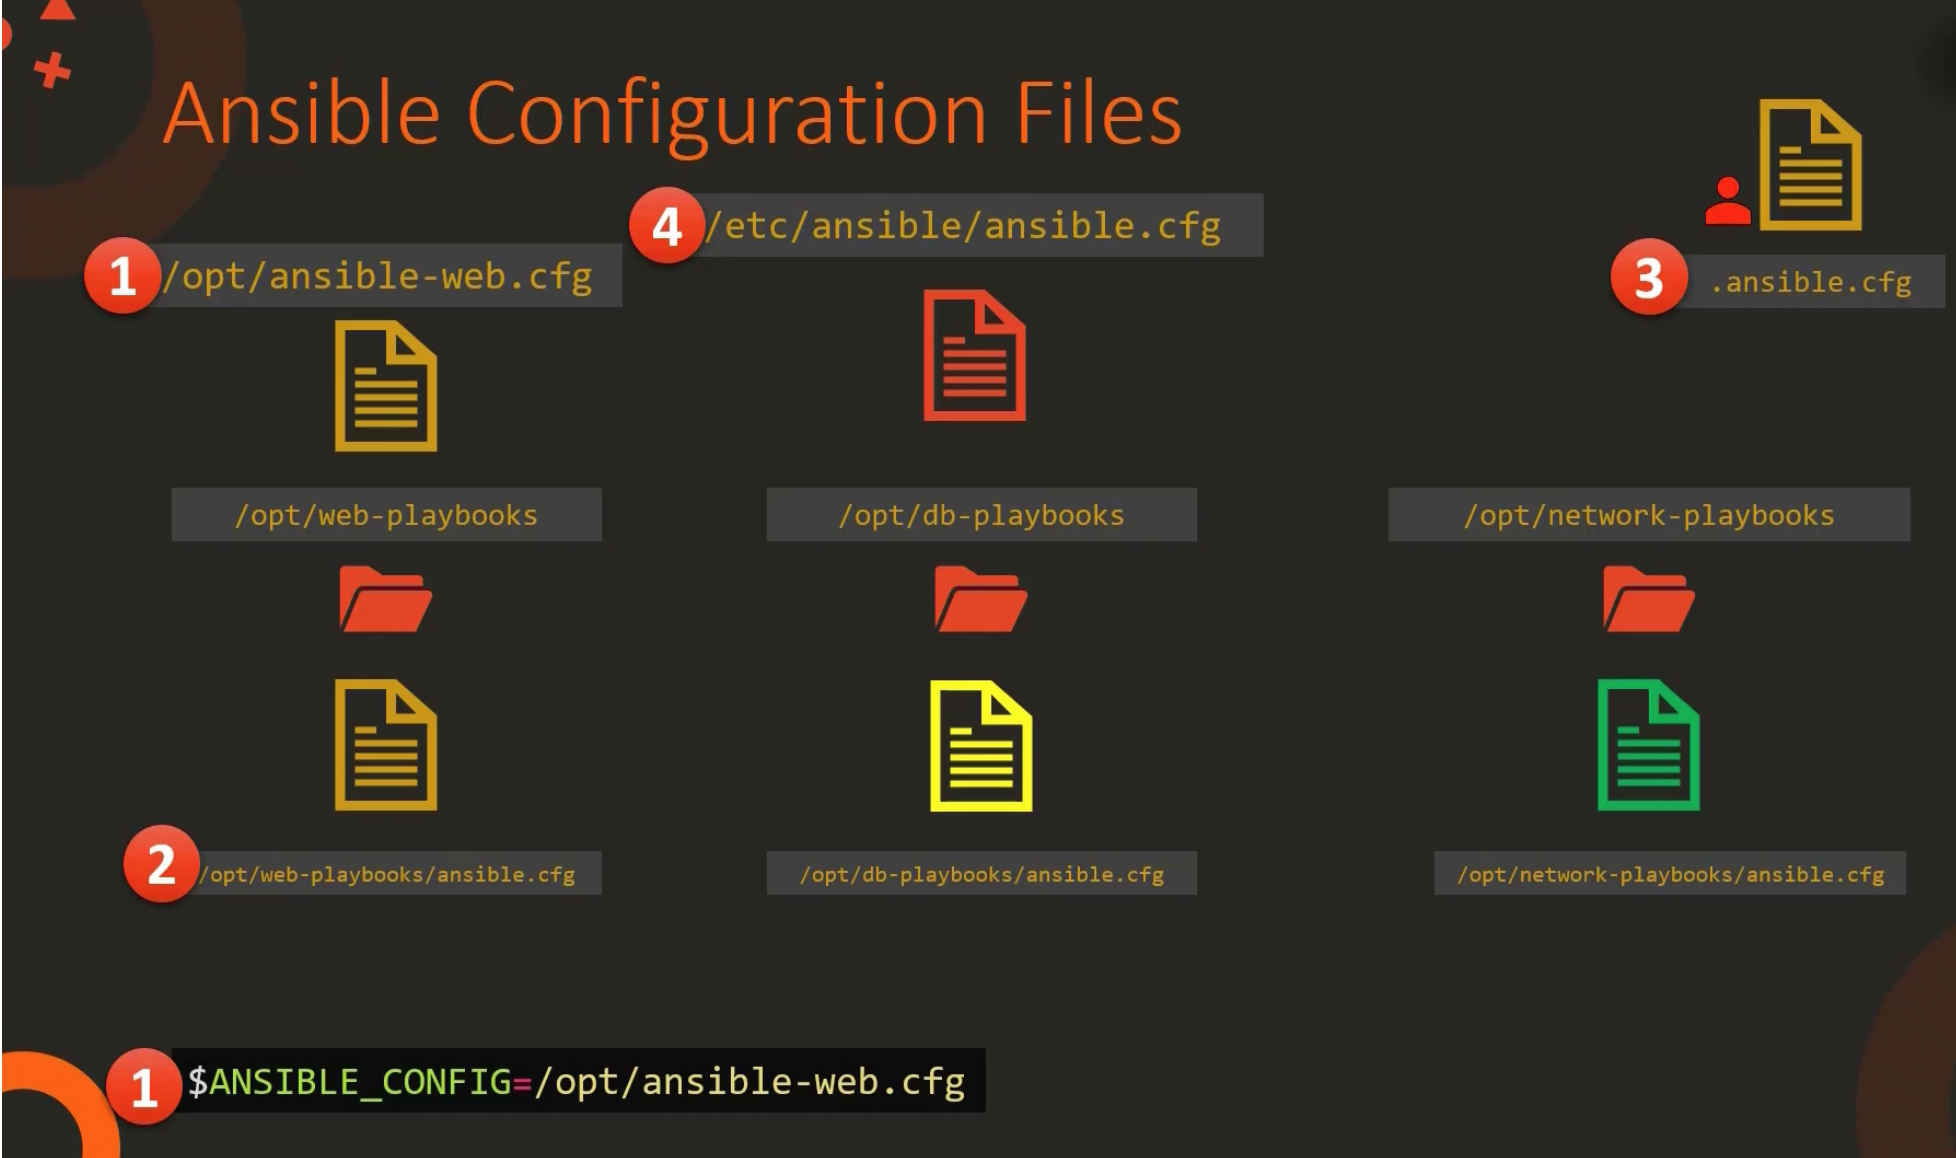 Ansible Configuration Files
4 /etc/ansible/ansible.cfg
1 /opt/ansible-web.cfg
3 .ansible.cfg
/opt/web-playbooks
/opt/db-playbooks
/opt/network-playbooks
2 /opt/web-playbooks/ansible.cfg
/opt/db-playbooks/ansible.cfg
/opt/network-playbooks/ansible.cfg
1 $ANSIBLE_CONFIG=/opt/ansible-web.cfg